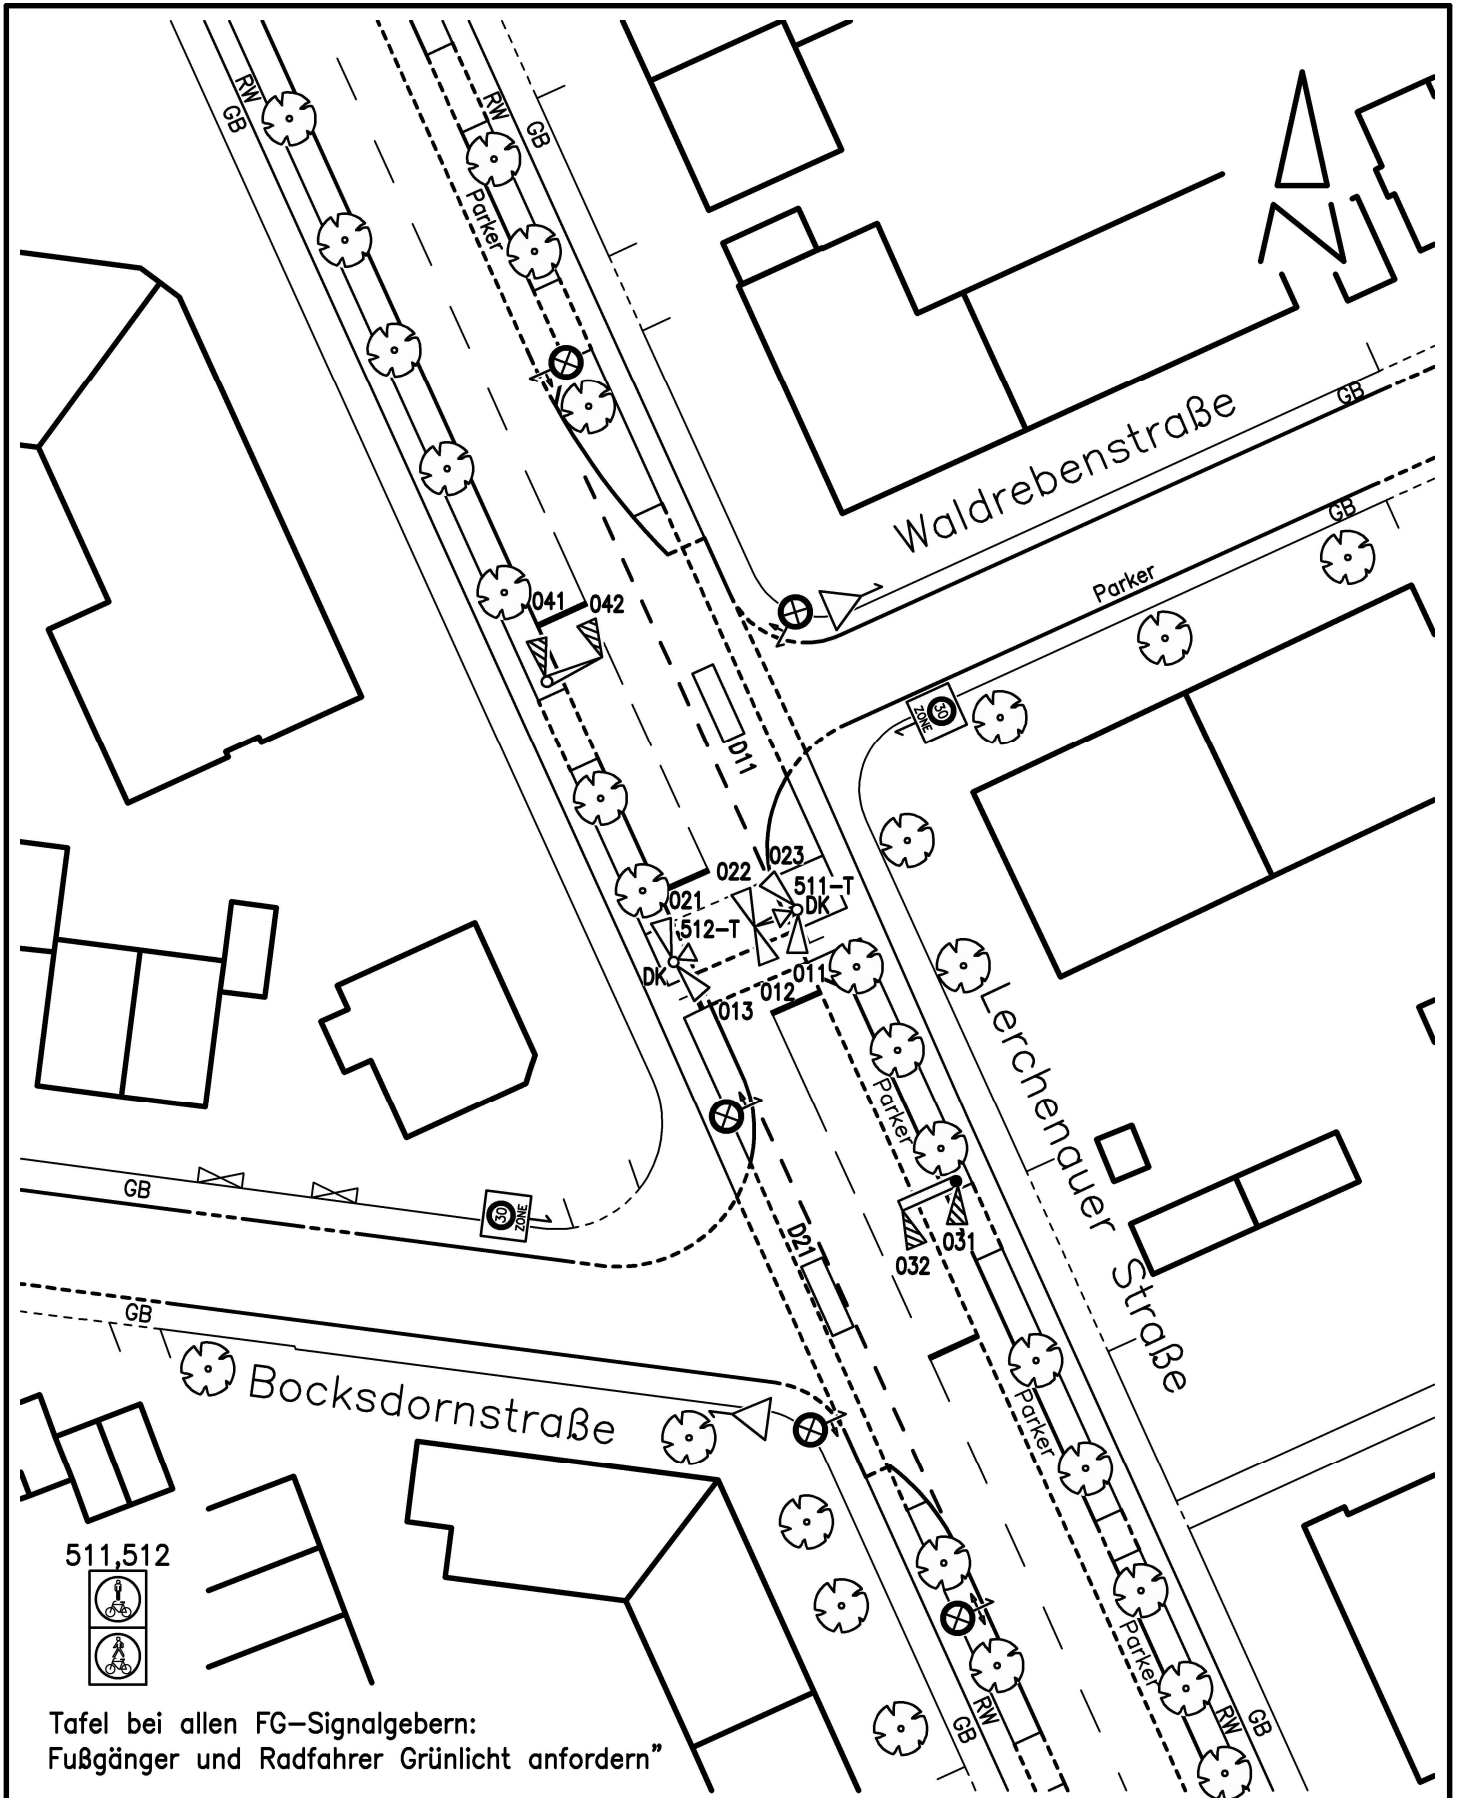 RW
GB
RW
GB
Parker
N
GB
Waldrebenstraße
GB
Parker
041
042
30
ZONE
D11
023
022
511-T
DK
021
512-T
DK
011
012
013
Lerchenauer Straße
Parker
GB
30
ZONE
D21
031
032
GB
Bocksdornstraße
Parker
511,512
Parker
RW
GB
RW
GB
Tafel bei allen FG-Signalgebern:
Fußgänger und Radfahrer Grünlicht anfordern”